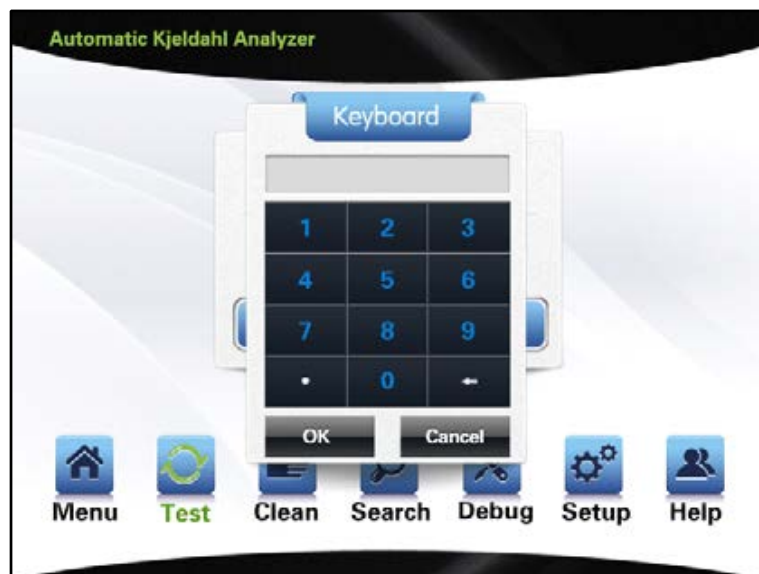 Automatic Kjeldahl Analyzer
Keyboard
1 2 3
4 5 6
7 8 9
. 0 ←
OK Cancel
Menu Test Clean Search Debug Setup Help